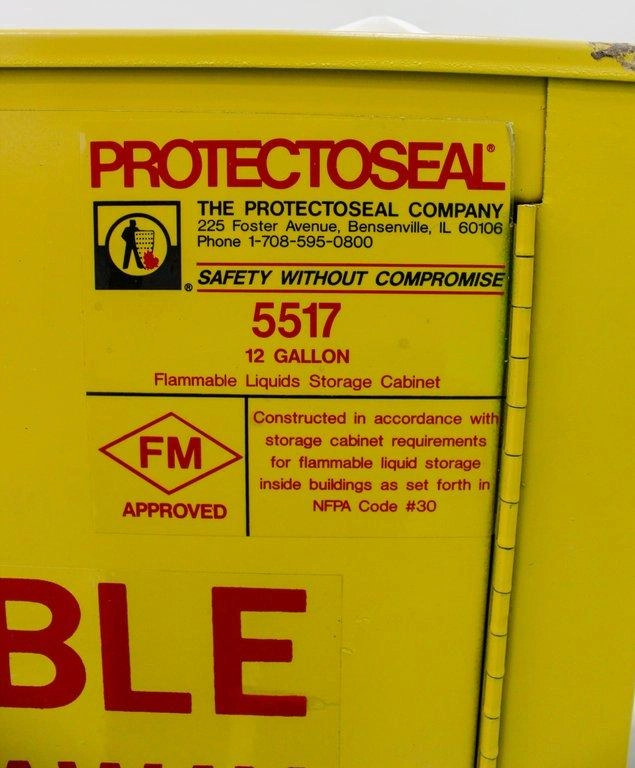 PROTECTOSEAL®
THE PROTECTOSEAL COMPANY
225 Foster Avenue, Bensenville, IL 60106
Phone 1-708-595-0800
®
SAFETY WITHOUT COMPROMISE
5517
12 GALLON
Flammable Liquids Storage Cabinet
FM
APPROVED
Constructed in accordance with
storage cabinet requirements
for flammable liquid storage
inside buildings as set forth in
NFPA Code #30
BLE